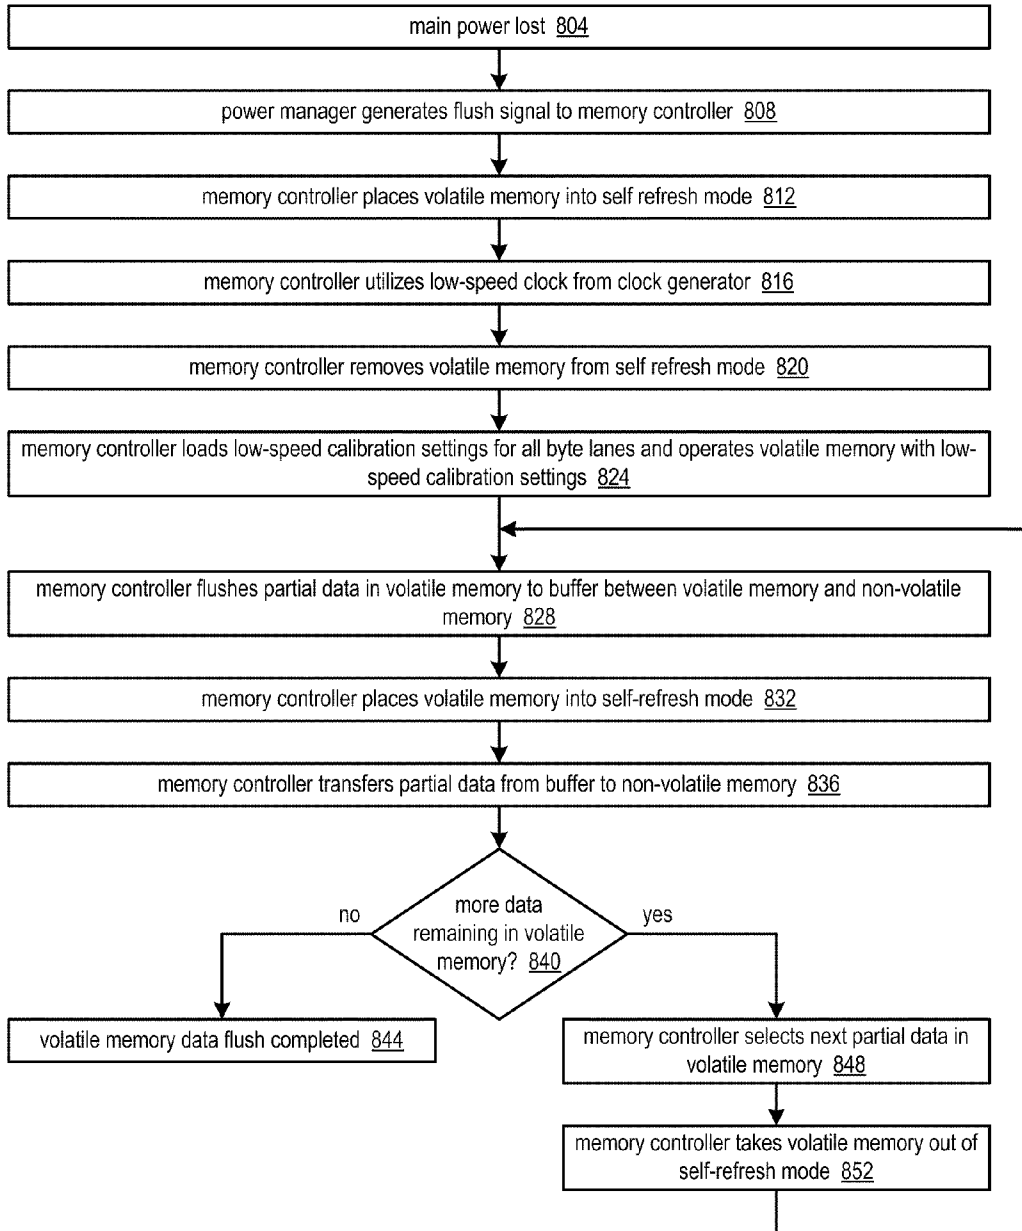 main power lost 804
power manager generates flush signal to memory controller 808
memory controller places volatile memory into self refresh mode 812
memory controller utilizes low-speed clock from clock generator 816
memory controller removes volatile memory from self refresh mode 820
memory controller loads low-speed calibration settings for all byte lanes and operates volatile memory with low-
speed calibration settings 824
memory controller flushes partial data in volatile memory to buffer between volatile memory and non-volatile
memory 828
memory controller places volatile memory into self-refresh mode 832
memory controller transfers partial data from buffer to non-volatile memory 836
more data
remaining in volatile
memory? 840
no
yes
volatile memory data flush completed 844
memory controller selects next partial data in
volatile memory 848
memory controller takes volatile memory out of
self-refresh mode 852